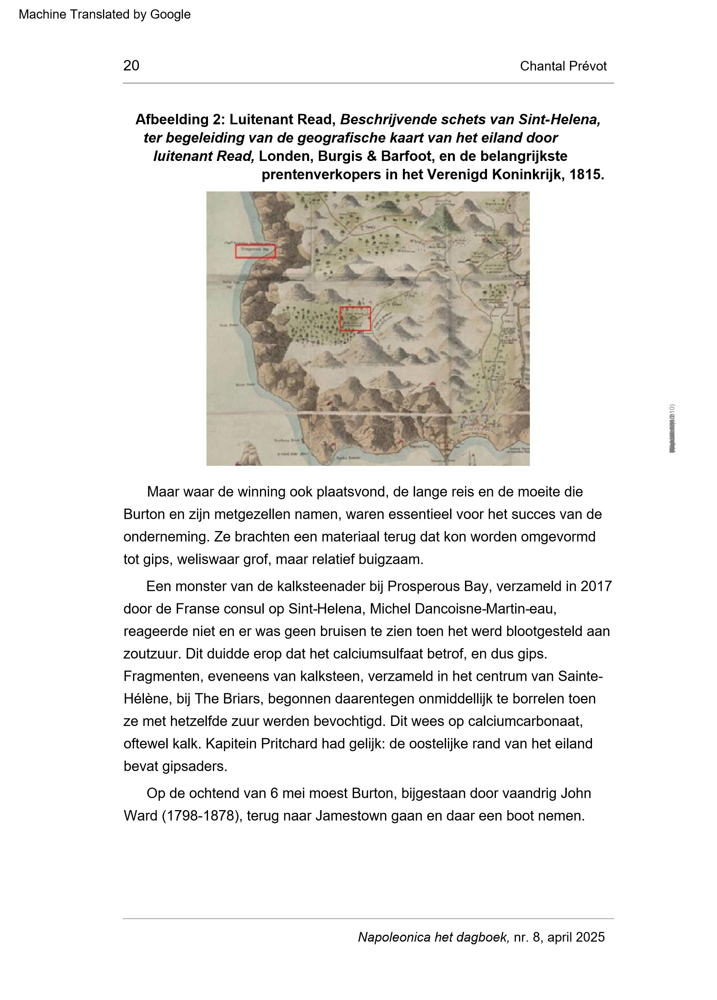 Machine Translated by Google
20
Chantal Prévot
Afbeelding 2: Luitenant Read, Beschrijvende schets van Sint-Helena,
ter begeleiding van de geografische kaart van het eiland door
luitenant Read, Londen, Burgis & Barfoot, en de belangrijkste
prentenverkopers in het Verenigd Koninkrijk, 1815.
Prosperous bay
Maar waar de winning ook plaatsvond, de lange reis en de moeite die
Burton en zijn metgezellen namen, waren essentieel voor het succes van de
onderneming. Ze brachten een materiaal terug dat kon worden omgevormd
tot gips, weliswaar grof, maar relatief buigzaam.
Een monster van de kalksteenader bij Prosperous Bay, verzameld in 2017
door de Franse consul op Sint-Helena, Michel Dancoisne-Martin-eau,
reageerde niet en er was geen bruisen te zien toen het werd blootgesteld aan
zoutzuur. Dit duidde erop dat het calciumsulfaat betrof, en dus gips.
Fragmenten, eveneens van kalksteen, verzameld in het centrum van Sainte-
Hélène, bij The Briars, begonnen daarentegen onmiddellijk te borrelen toen
ze met hetzelfde zuur werden bevochtigd. Dit wees op calciumcarbonaat,
oftewel kalk. Kapitein Pritchard had gelijk: de oostelijke rand van het eiland
bevat gipsaders.
Op de ochtend van 6 mei moest Burton, bijgestaan door vaandrig John
Ward (1798-1878), terug naar Jamestown gaan en daar een boot nemen.
Napoleonica het dagboek, nr. 8, april 2025